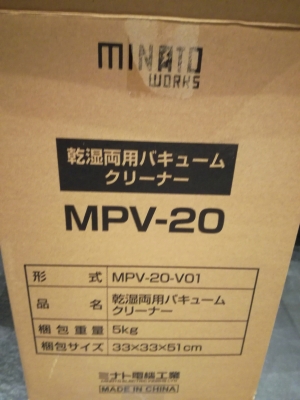 MINATO
WORKS
乾湿両用バキューム
クリーナー
MPV-20
形 式 MPV-20-V01
品 名 乾湿両用バキューム
クリーナー
梱包重量 5kg
梱包サイズ 33×33×51cm
ミナト電機工業
MADE IN CHINA